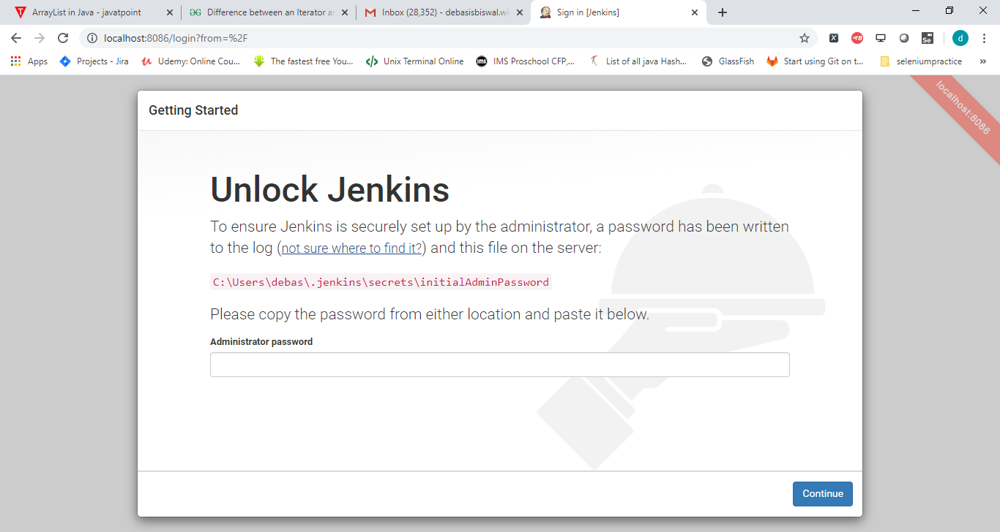 ArrayList in Java - javatpoint
Difference between an Iterator an
Inbox (28,352) - debasisbiswal.wi
Sign in [Jenkins]
localhost:8086/login?from=%2F
d
Apps
Projects - Jira
Udemy: Online Cou...
The fastest free You...
Unix Terminal Online
IMS Proschool CFP,...
List of all java Hash...
GlassFish
Start using Git on t...
seleniumpractice
»
localhost:8086
Getting Started
Unlock Jenkins
To ensure Jenkins is securely set up by the administrator, a password has been written
to the log (not sure where to find it?) and this file on the server:
C:\Users\debas\.jenkins\secrets\initialAdminPassword
Please copy the password from either location and paste it below.
Administrator password
Continue